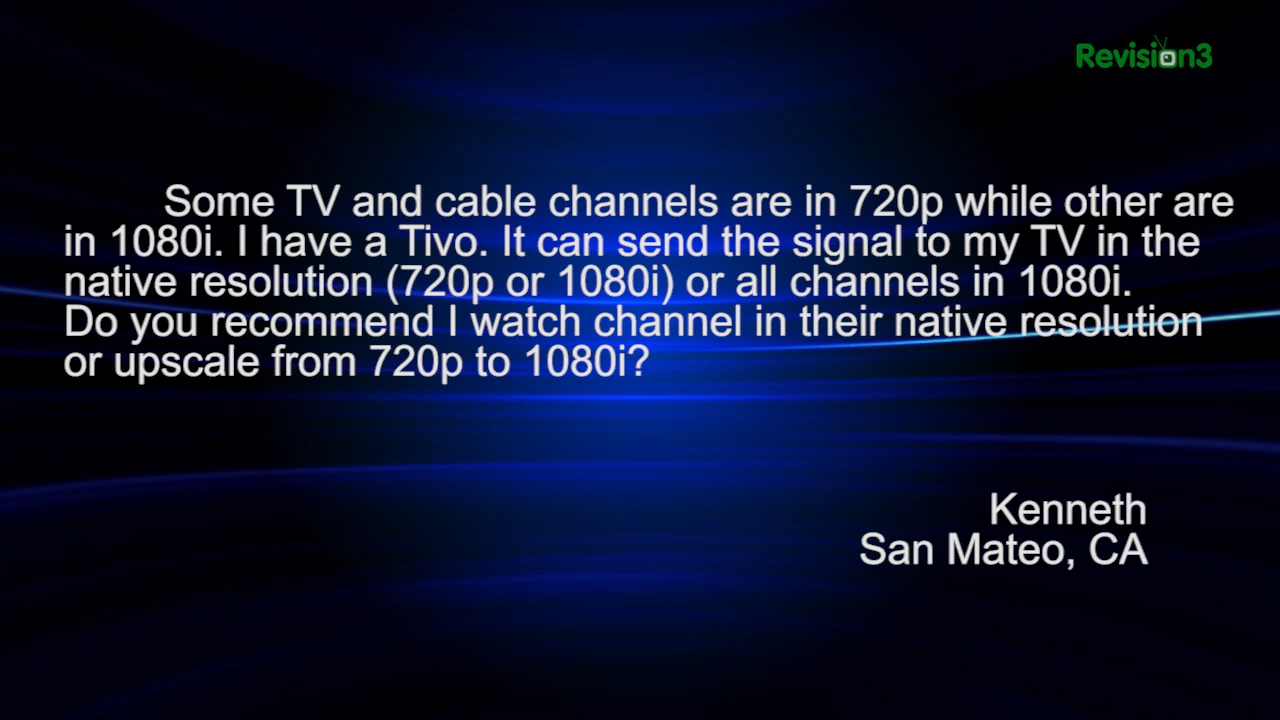 Revision3
Some TV and cable channels are in 720p while other are
in 1080i. I have a Tivo. It can send the signal to my TV in the
native resolution (720p or 1080i) or all channels in 1080i.
Do you recommend I watch channel in their native resolution
or upscale from 720p to 1080i?
Kenneth
San Mateo, CA